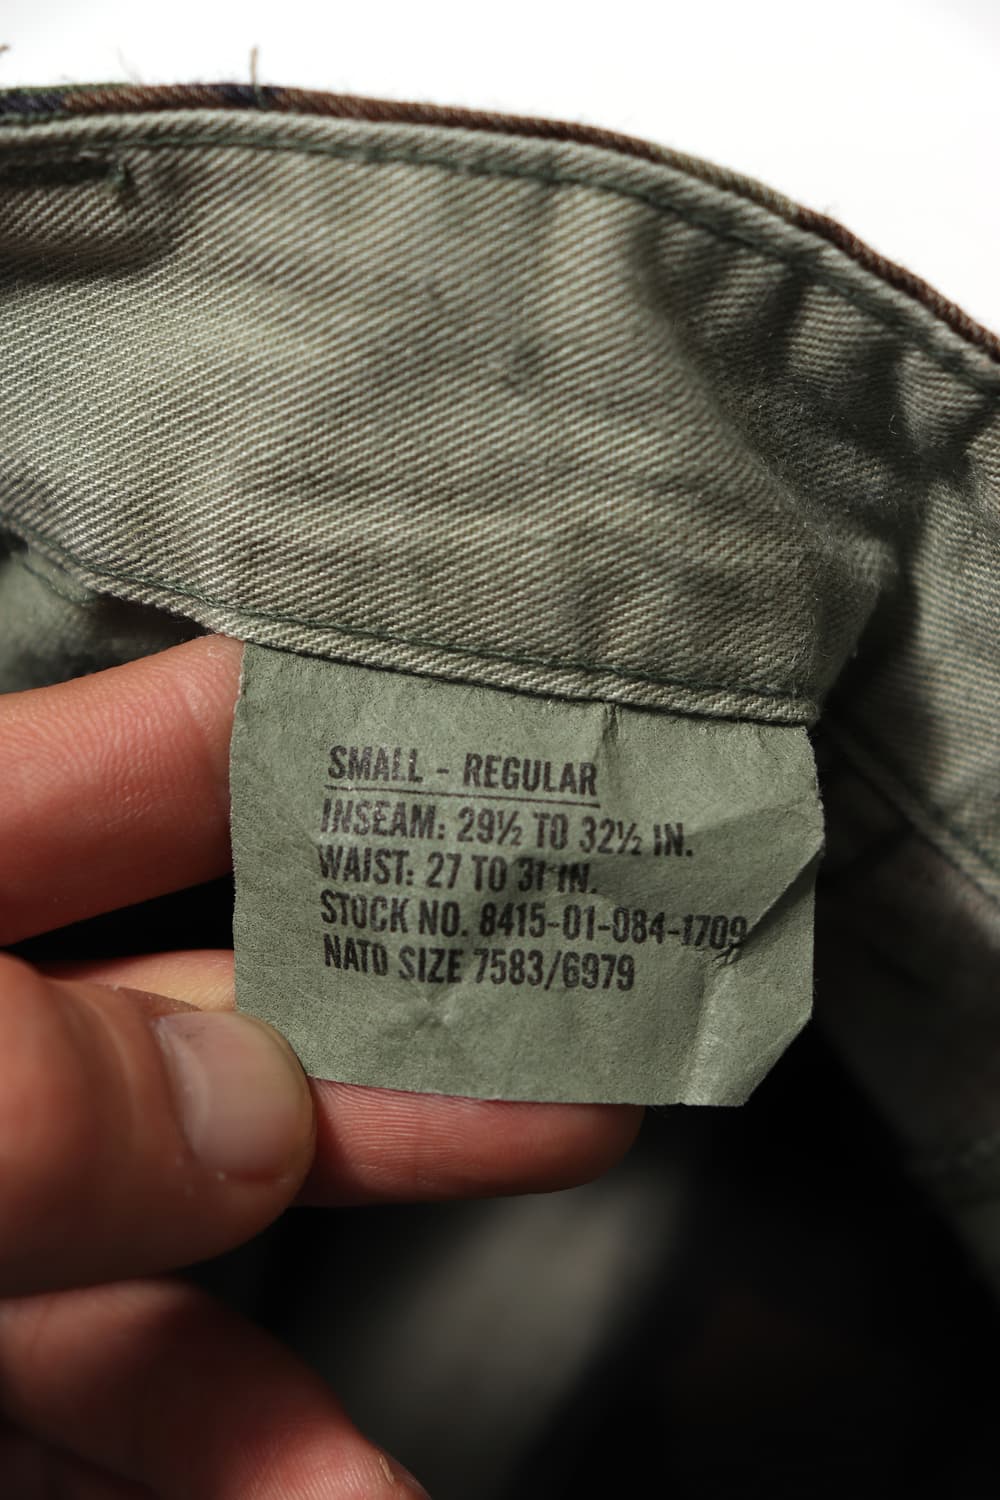 SMALL - REGULAR
INSEAM: 29½ TO 32½ IN.
WAIST: 27 TO 31 IN.
STOCK NO. 8415-01-084-1709
NATO SIZE 7583/6979